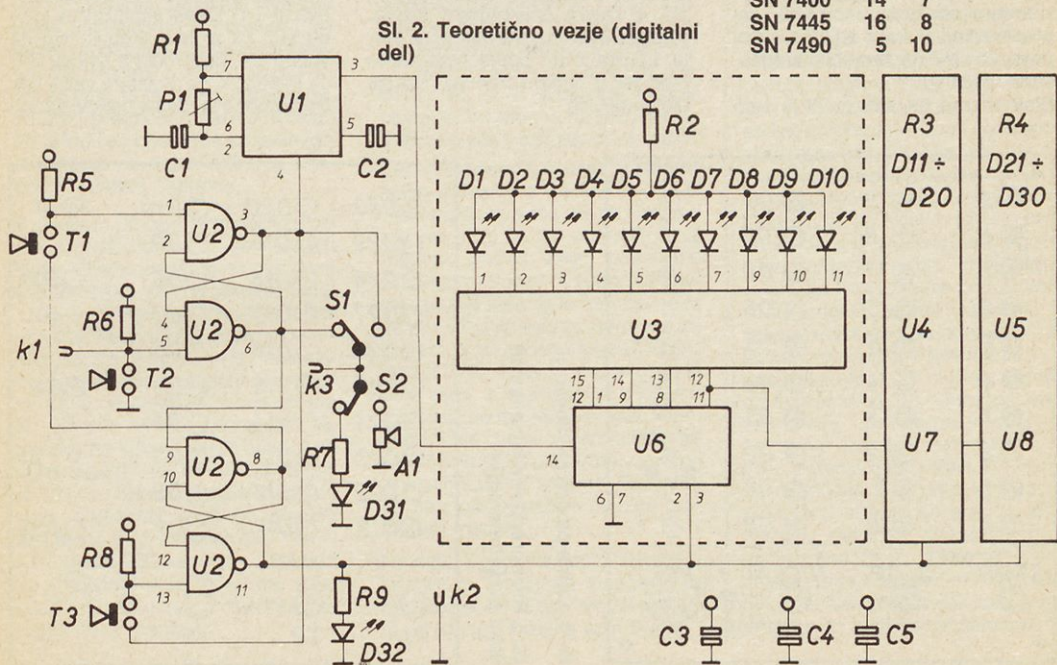 SN 7400 14 7
Sl. 2. Teoretično vezje (digitalni
del)
SN 7445 16 8
SN 7490 5 10
R1
7
3
U1
P1
6
2
5
C1
4
C2
R2
R3
R4
D11÷
D20
D21÷
D30
D1 D2 D3 D4 D5 D6 D7 D8 D9 D10
R5
1
2
3
U2
T1
1 2 3 4 5 6 7 9 10 11
U3
U4
U5
R6
4
5
6
U2
k1
T2
S1
k3
S2
15 14 13 12
12 1 9 8 11
U6
14
6 7 2 3
U7
U8
R7
A1
D31
9
10
8
U2
R8
12
13
11
U2
T3
R9
D32
k2
C3
C4
C5